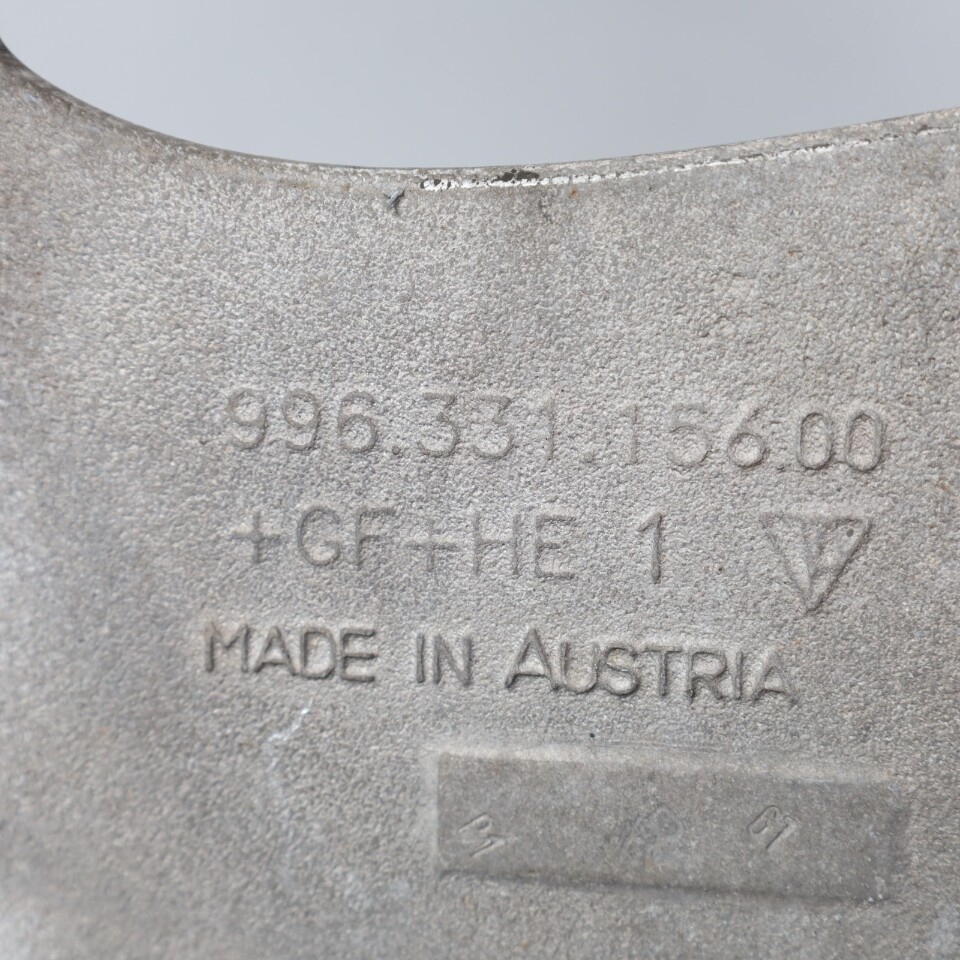 996.331.156.00
+GF+HE 1
MADE IN AUSTRIA